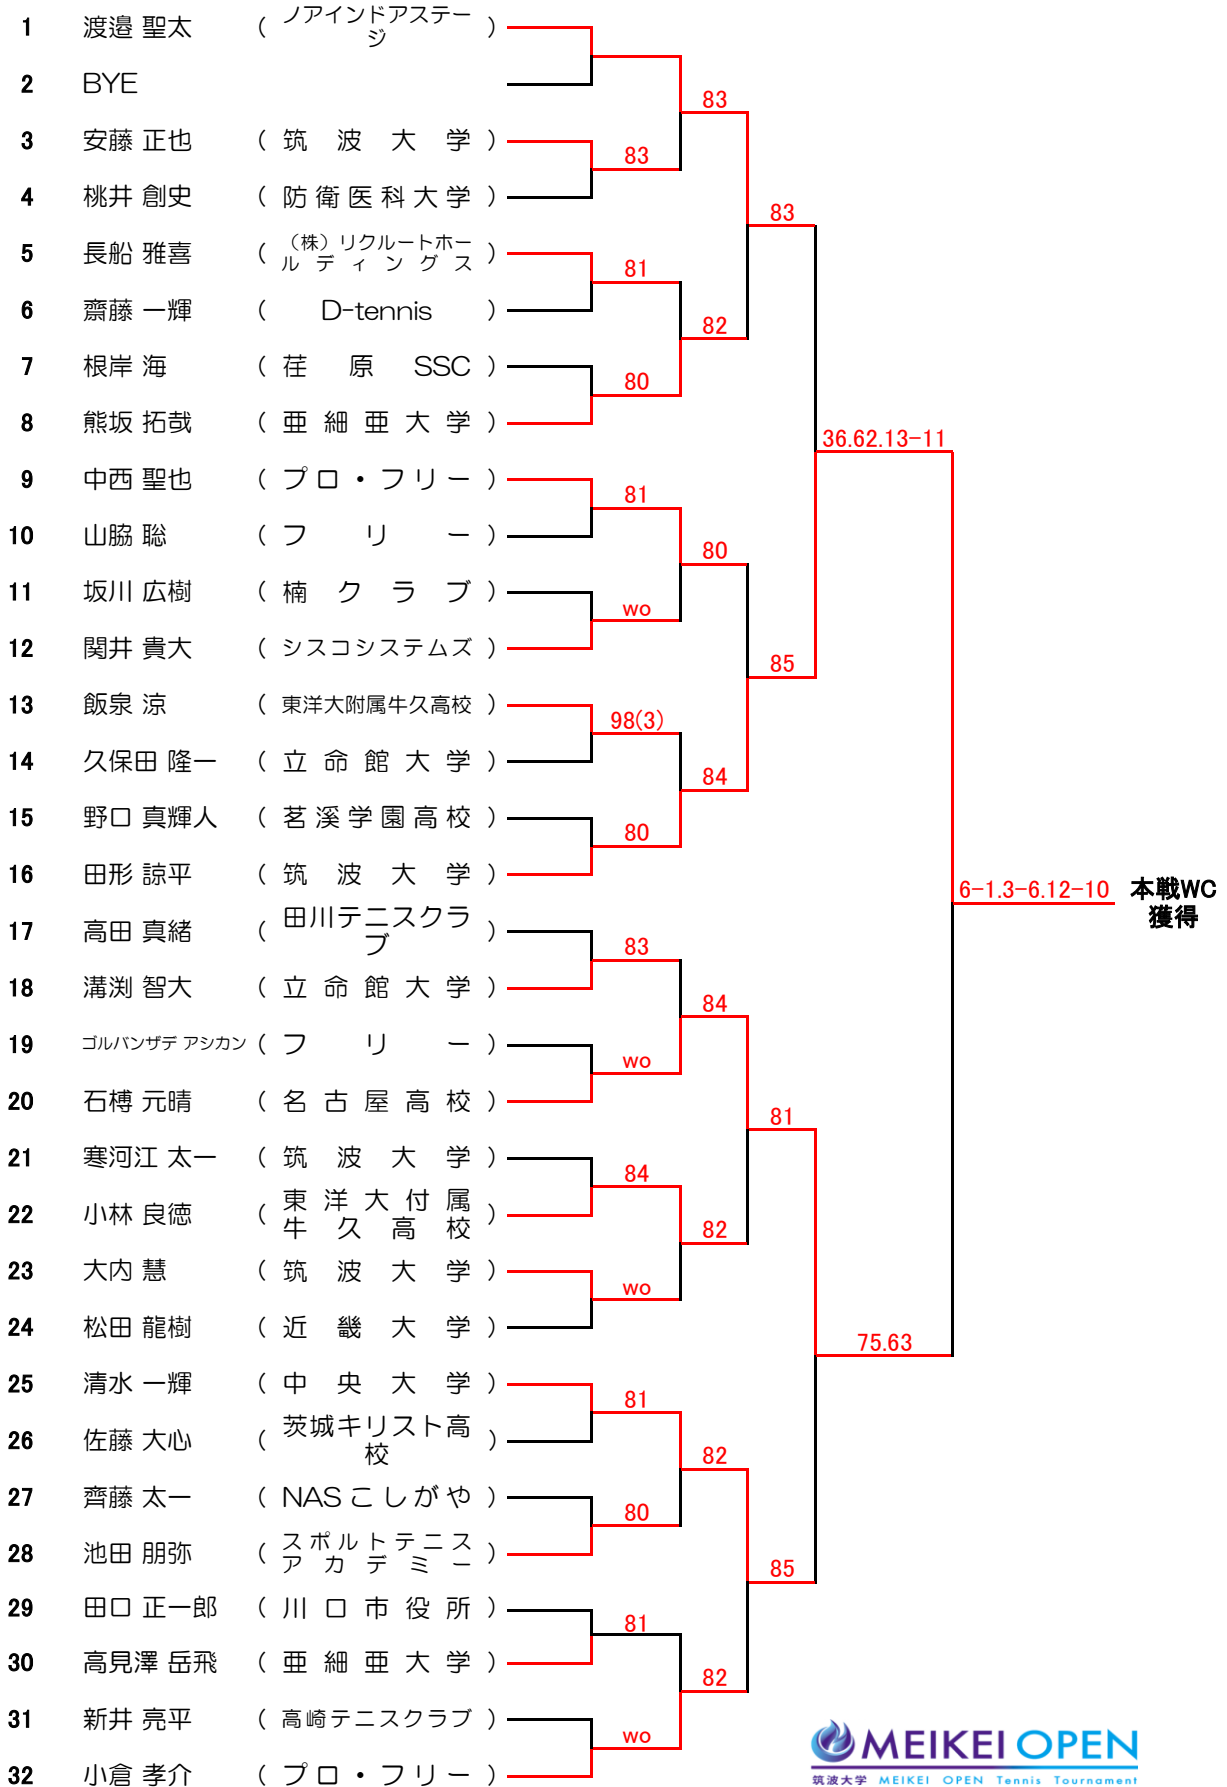 1 渡邉 聖太 ( ノアインドアステージ )
2 BYE
83
3 安藤 正也 ( 筑波大学 )
83
4 桃井 創史 ( 防衛医科大学 )
83
5 長船 雅喜 ( （株）リクルートホールディングス )
81
6 齋藤 一輝 ( D-tennis )
82
7 根岸 海 ( 荏原 SSC )
80
8 熊坂 拓哉 ( 亜細亜大学 )
36.62.13-11
9 中西 聖也 ( プロ・フリー )
81
10 山脇 聡 ( フリー )
80
11 坂川 広樹 ( 楠クラブ )
wo
12 関井 貴大 ( シスコシステムズ )
85
13 飯泉 涼 ( 東洋大附属牛久高校 )
98(3)
14 久保田 隆一 ( 立命館大学 )
84
15 野口 真輝人 ( 茗溪学園高校 )
80
16 田形 諒平 ( 筑波大学 )
6-1.3-6.12-10 本戦WC
獲得
17 高田 真緒 ( 田川テニスクラブ )
83
18 溝渕 智大 ( 立命館大学 )
84
19 ゴルバンザデ アシカン ( フリー )
wo
20 石榑 元晴 ( 名古屋高校 )
81
21 寒河江 太一 ( 筑波大学 )
84
22 小林 良徳 ( 東洋大付属牛久高校 )
82
23 大内 慧 ( 筑波大学 )
wo
24 松田 龍樹 ( 近畿大学 )
75.63
25 清水 一輝 ( 中央大学 )
81
26 佐藤 大心 ( 茨城キリスト高校 )
82
27 齊藤 太一 ( NASこしがや )
80
28 池田 朋弥 ( スポルトテニスアカデミー )
85
29 田口 正一郎 ( 川口市役所 )
81
30 高見澤 岳飛 ( 亜細亜大学 )
82
31 新井 亮平 ( 高崎テニスクラブ )
wo
32 小倉 孝介 ( プロ・フリー )
MEIKEI OPEN
筑波大学 MEIKEI OPEN Tennis Tournament